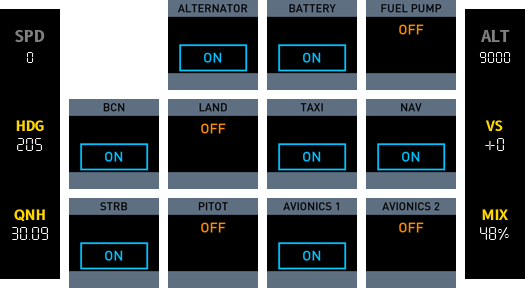 ALTERNATOR BATTERY FUEL PUMP
SPD OFF ALT
0 ON ON 9000
BCN LAND TAXI NAV
HDG OFF VS
205 ON ON ON +0
STRB PITOT AVIONICS 1 AVIONICS 2
QNH OFF OFF MIX
30.09 48%
ON ON